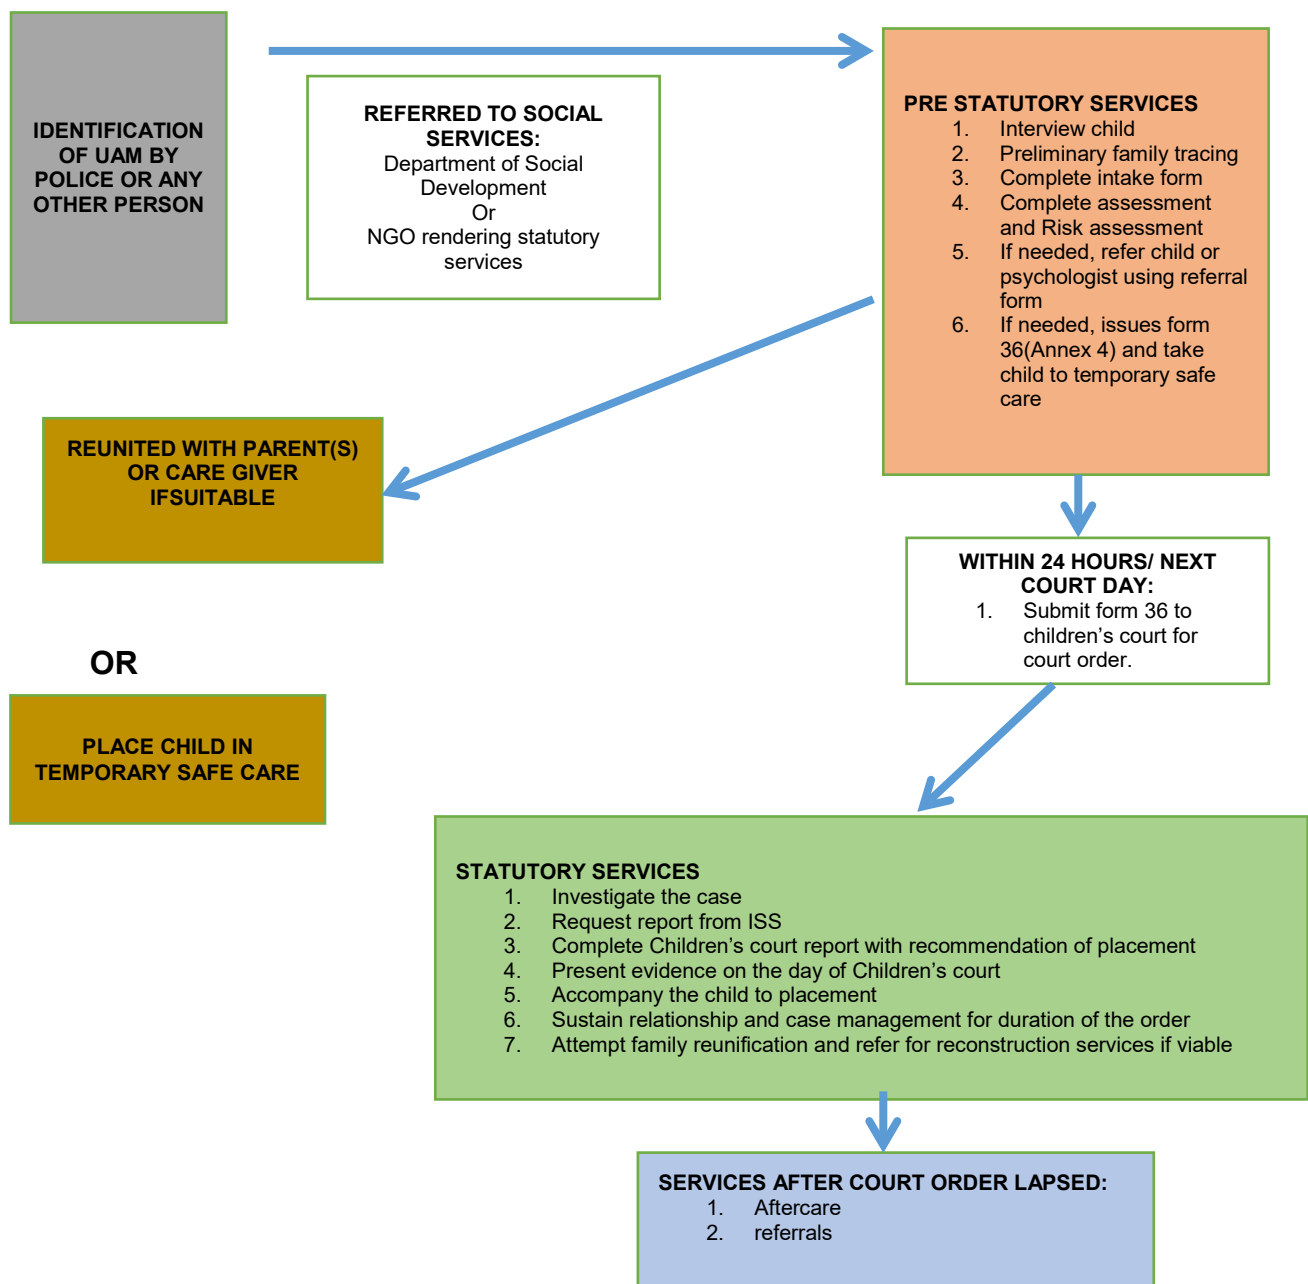 IDENTIFICATION
OF UAM BY
POLICE OR ANY
OTHER PERSON
REFERRED TO SOCIAL
SERVICES:
Department of Social
Development
Or
NGO rendering statutory
services
PRE STATUTORY SERVICES
1. Interview child
2. Preliminary family tracing
3. Complete intake form
4. Complete assessment
and Risk assessment
5. If needed, refer child or
psychologist using referral
form
6. If needed, issues form
36(Annex 4) and take
child to temporary safe
care
REUNITED WITH PARENT(S)
OR CARE GIVER
IFSUITABLE
OR
PLACE CHILD IN
TEMPORARY SAFE CARE
WITHIN 24 HOURS/ NEXT
COURT DAY:
1. Submit form 36 to
children’s court for
court order.
STATUTORY SERVICES
1. Investigate the case
2. Request report from ISS
3. Complete Children’s court report with recommendation of placement
4. Present evidence on the day of Children’s court
5. Accompany the child to placement
6. Sustain relationship and case management for duration of the order
7. Attempt family reunification and refer for reconstruction services if viable
SERVICES AFTER COURT ORDER LAPSED:
1. Aftercare
2. referrals